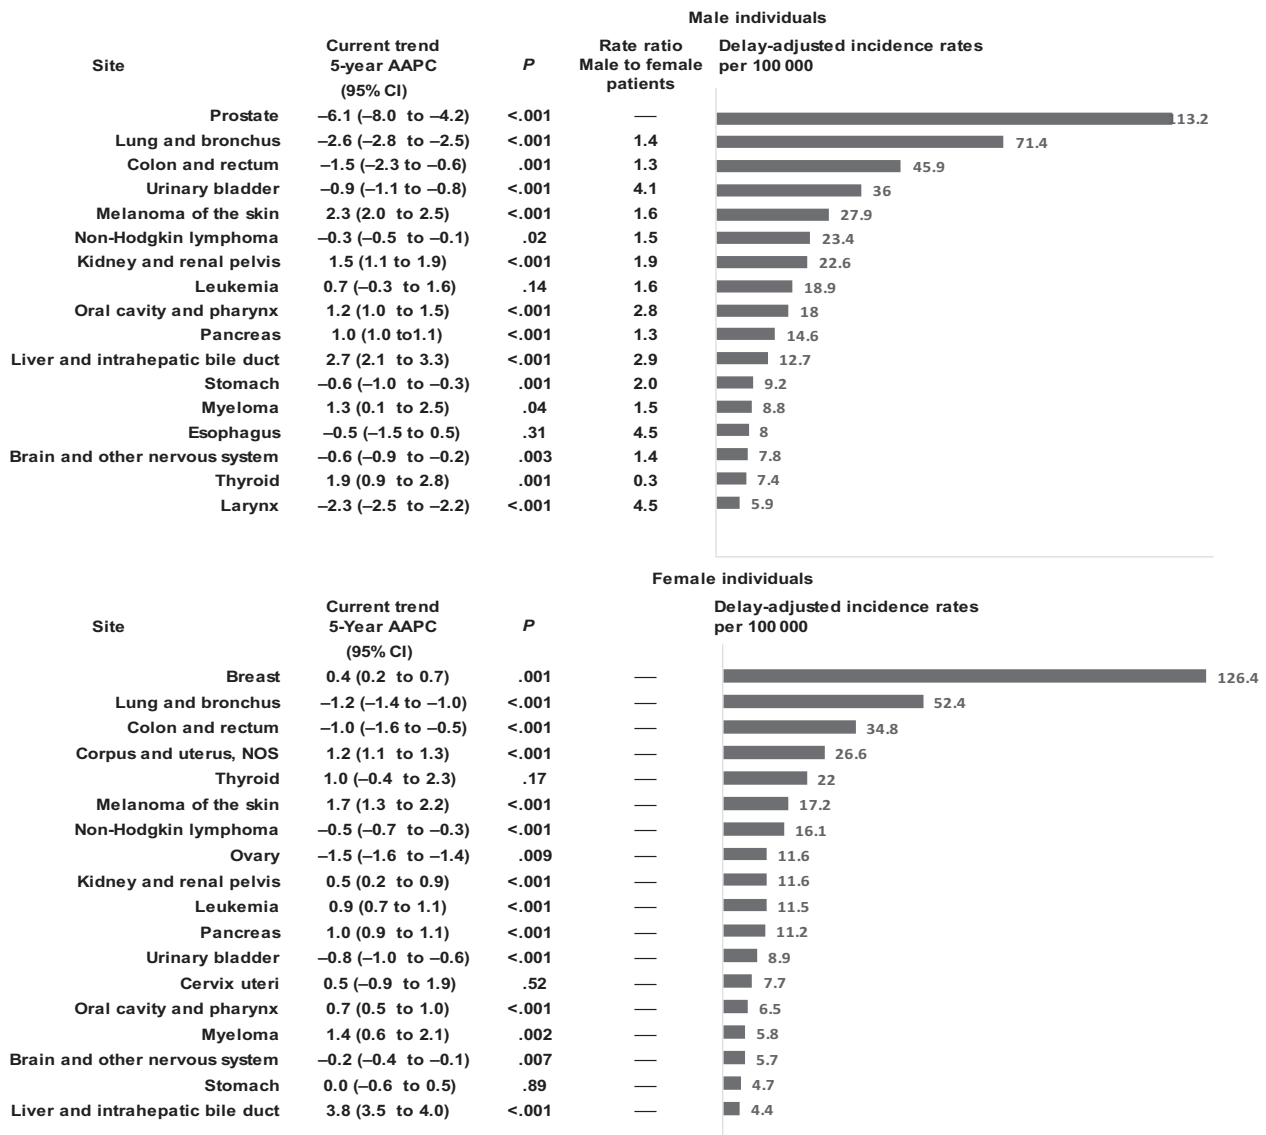 Male individuals
Site Current trend 5-year AAPC (95% CI) P Rate ratio Male to female patients Delay-adjusted incidence rates per 100 000
Prostate –6.1 (–8.0 to –4.2) <.001 — 113.2
Lung and bronchus –2.6 (–2.8 to –2.5) <.001 1.4 71.4
Colon and rectum –1.5 (–2.3 to –0.6) .001 1.3 45.9
Urinary bladder –0.9 (–1.1 to –0.8) <.001 4.1 36
Melanoma of the skin 2.3 (2.0 to 2.5) <.001 1.6 27.9
Non-Hodgkin lymphoma –0.3 (–0.5 to –0.1) .02 1.5 23.4
Kidney and renal pelvis 1.5 (1.1 to 1.9) <.001 1.9 22.6
Leukemia 0.7 (–0.3 to 1.6) .14 1.6 18.9
Oral cavity and pharynx 1.2 (1.0 to 1.5) <.001 2.8 18
Pancreas 1.0 (1.0 to1.1) <.001 1.3 14.6
Liver and intrahepatic bile duct 2.7 (2.1 to 3.3) <.001 2.9 12.7
Stomach –0.6 (–1.0 to –0.3) .001 2.0 9.2
Myeloma 1.3 (0.1 to 2.5) .04 1.5 8.8
Esophagus –0.5 (–1.5 to 0.5) .31 4.5 8
Brain and other nervous system –0.6 (–0.9 to –0.2) .003 1.4 7.8
Thyroid 1.9 (0.9 to 2.8) .001 0.3 7.4
Larynx –2.3 (–2.5 to –2.2) <.001 4.5 5.9
Female individuals
Site Current trend 5-Year AAPC (95% CI) P Delay-adjusted incidence rates per 100 000
Breast 0.4 (0.2 to 0.7) .001 — 126.4
Lung and bronchus –1.2 (–1.4 to –1.0) <.001 — 52.4
Colon and rectum –1.0 (–1.6 to –0.5) <.001 — 34.8
Corpus and uterus, NOS 1.2 (1.1 to 1.3) <.001 — 26.6
Thyroid 1.0 (–0.4 to 2.3) .17 — 22
Melanoma of the skin 1.7 (1.3 to 2.2) <.001 — 17.2
Non-Hodgkin lymphoma –0.5 (–0.7 to –0.3) <.001 — 16.1
Ovary –1.5 (–1.6 to –1.4) .009 — 11.6
Kidney and renal pelvis 0.5 (0.2 to 0.9) <.001 — 11.6
Leukemia 0.9 (0.7 to 1.1) <.001 — 11.5
Pancreas 1.0 (0.9 to 1.1) <.001 — 11.2
Urinary bladder –0.8 (–1.0 to –0.6) <.001 — 8.9
Cervix uteri 0.5 (–0.9 to 1.9) .52 — 7.7
Oral cavity and pharynx 0.7 (0.5 to 1.0) <.001 — 6.5
Myeloma 1.4 (0.6 to 2.1) .002 — 5.8
Brain and other nervous system –0.2 (–0.4 to –0.1) .007 — 5.7
Stomach 0.0 (–0.6 to 0.5) .89 — 4.7
Liver and intrahepatic bile duct 3.8 (3.5 to 4.0) <.001 — 4.4